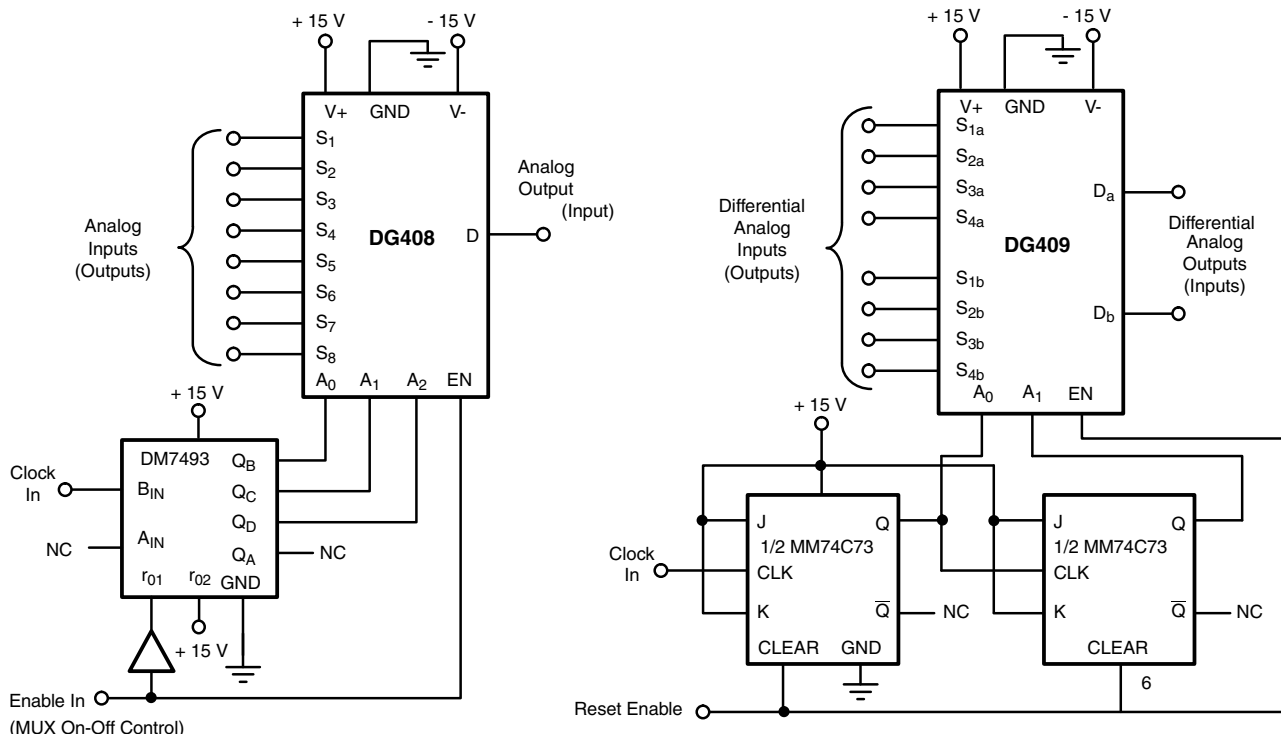 + 15 V
- 15 V
V+
GND
V-
S1
S2
S3
S4
S5
S6
S7
S8
Analog
Inputs
(Outputs)
DG408
D
Analog
Output
(Input)
A0
A1
A2
EN
+ 15 V
DM7493
Clock
In
BIN
AIN
NC
QB
QC
QD
QA
NC
r01
r02
GND
+ 15 V
Enable In
(MUX On-Off Control)
+ 15 V
- 15 V
V+
GND
V-
S1a
S2a
S3a
S4a
S1b
S2b
S3b
S4b
Differential
Analog
Inputs
(Outputs)
DG409
Da
Db
Differential
Analog
Outputs
(Inputs)
A0
A1
EN
+ 15 V
J
Q
1/2 MM74C73
CLK
K
Q̅
NC
CLEAR
GND
Clock
In
J
Q
1/2 MM74C73
CLK
K
Q̅
NC
CLEAR
6
Reset Enable